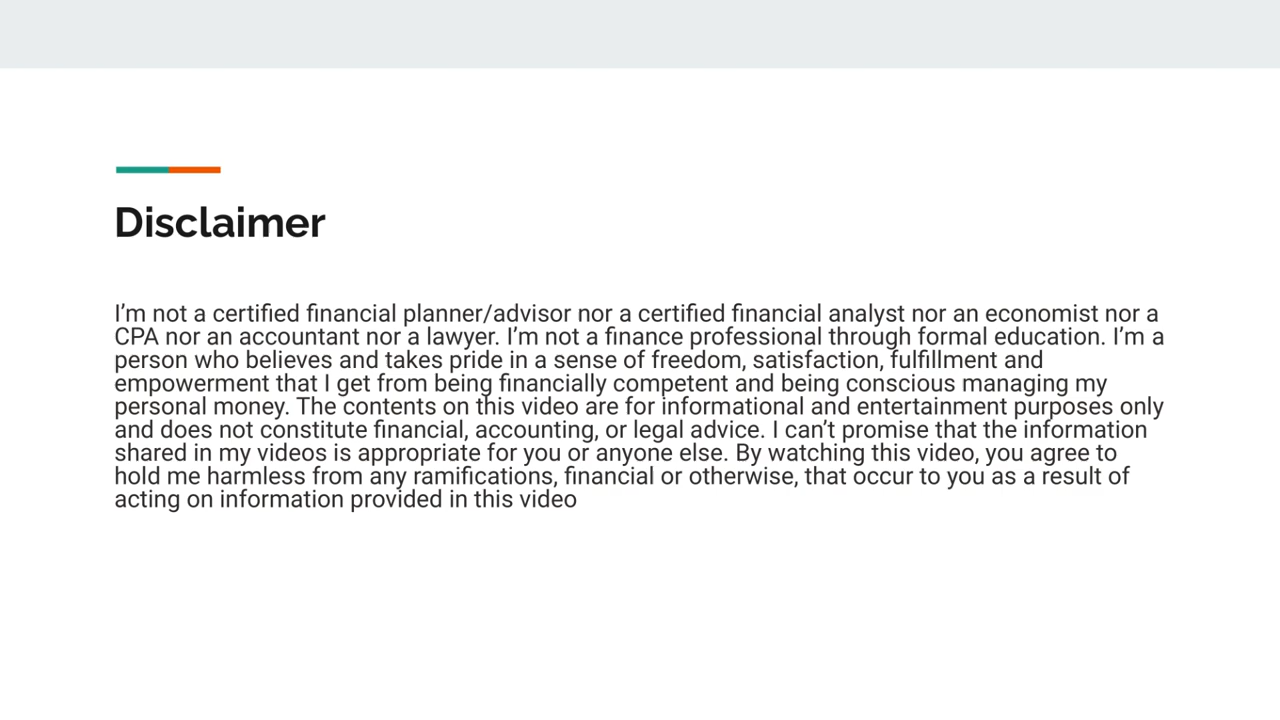 Disclaimer
I’m not a certified financial planner/advisor nor a certified financial analyst nor an economist nor a
CPA nor an accountant nor a lawyer. I’m not a finance professional through formal education. I’m a
person who believes and takes pride in a sense of freedom, satisfaction, fulfillment and
empowerment that I get from being financially competent and being conscious managing my
personal money. The contents on this video are for informational and entertainment purposes only
and does not constitute financial, accounting, or legal advice. I can’t promise that the information
shared in my videos is appropriate for you or anyone else. By watching this video, you agree to
hold me harmless from any ramifications, financial or otherwise, that occur to you as a result of
acting on information provided in this video